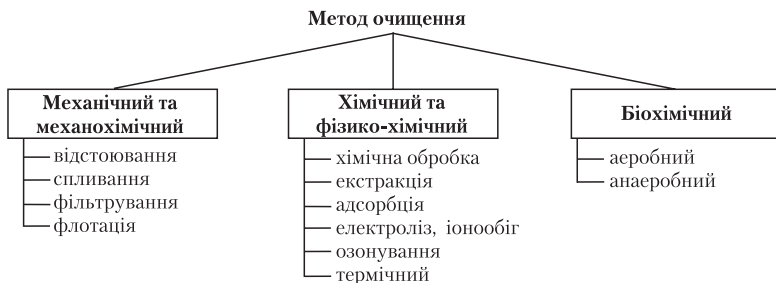 Метод очищення
Механічний та
механохімічний
відстоювання
спливання
фільтрування
флотація
Хімічний та
фізико-хімічний
хімічна обробка
екстракція
адсорбція
електроліз, іонообіг
озонування
термічний
Біохімічний
аеробний
анаеробний